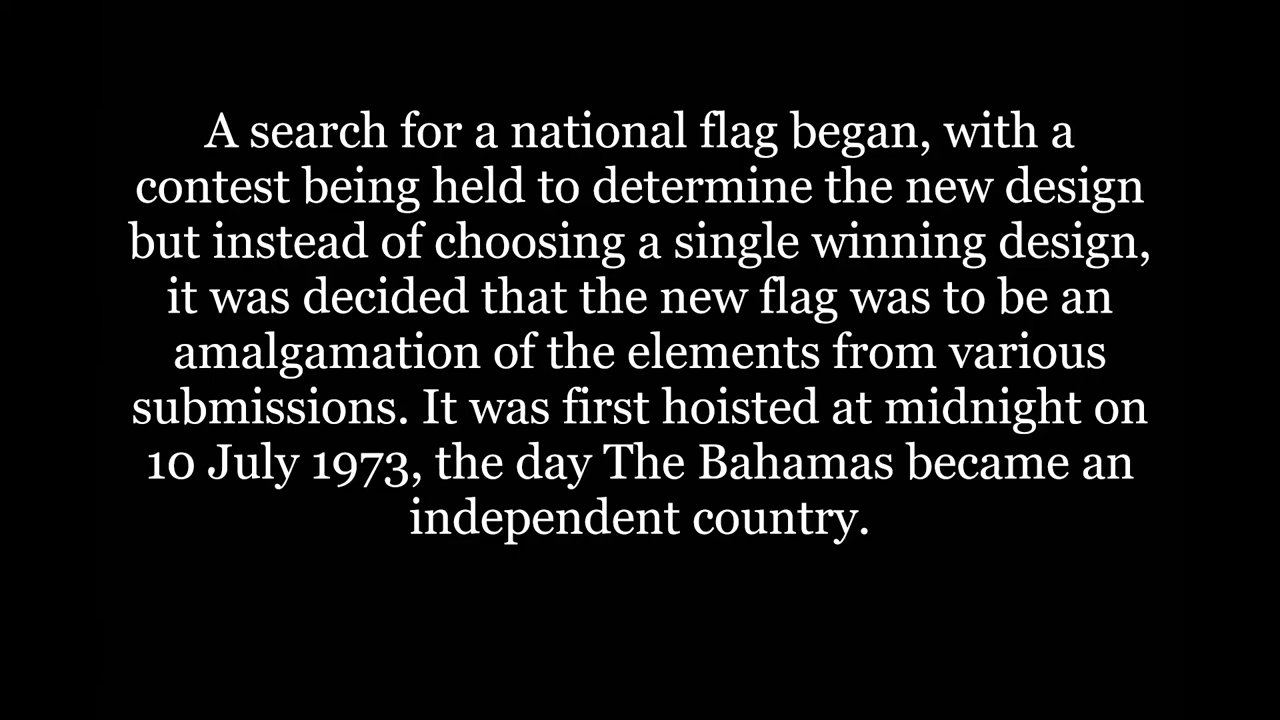 A search for a national flag began, with a
contest being held to determine the new design
but instead of choosing a single winning design,
it was decided that the new flag was to be an
amalgamation of the elements from various
submissions. It was first hoisted at midnight on
10 July 1973, the day The Bahamas became an
independent country.